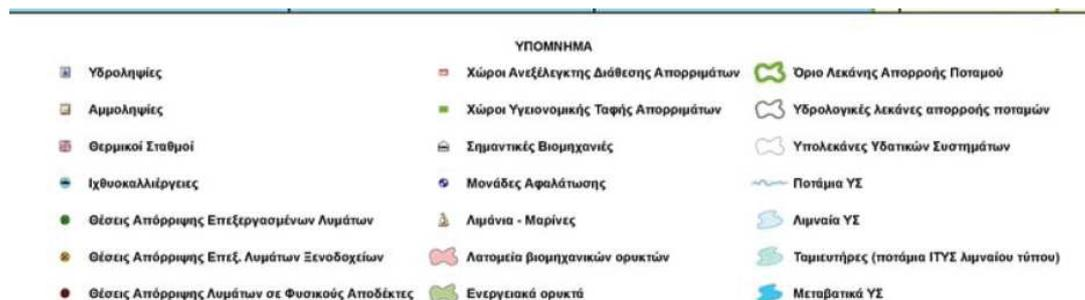 ΥΠΟΜΝΗΜΑ
Υδροληψίες
Αμμοληψίες
Θερμικοί Σταθμοί
Ιχθυοκαλλιέργειες
Θέσεις Απόρριψης Επεξεργασμένων Λυμάτων
Θέσεις Απόρριψης Επεξ. Λυμάτων Ξενοδοχείων
Θέσεις Απόρριψης Λυμάτων σε Φυσικούς Αποδέκτες
Χώροι Ανεξέλεγκτης Διάθεσης Απορριμάτων
Χώροι Υγειονομικής Ταφής Απορριμάτων
Σημαντικές Βιομηχανιές
Μονάδες Αφαλάτωσης
Λιμάνια - Μαρίνες
Λατομεία βιομηχανικών ορυκτών
Ενεργειακά ορυκτά
Όριο Λεκάνης Απορροής Ποταμού
Υδρολογικές λεκάνες απορροής ποταμών
Υπολεκάνες Υδατικών Συστημάτων
Ποτάμια ΥΣ
Λιμναία ΥΣ
Ταμιευτήρες (ποτάμια ΙΤΥΣ λιμναίου τύπου)
Μεταβατικά ΥΣ